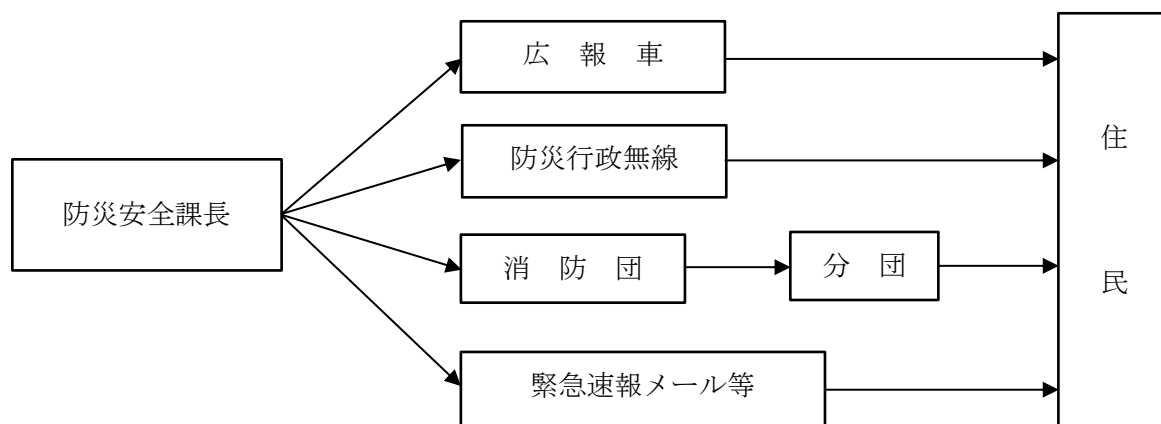 防災安全課長
広　報　車
防災行政無線
消　防　団
分　団
緊急速報メール等
住
民